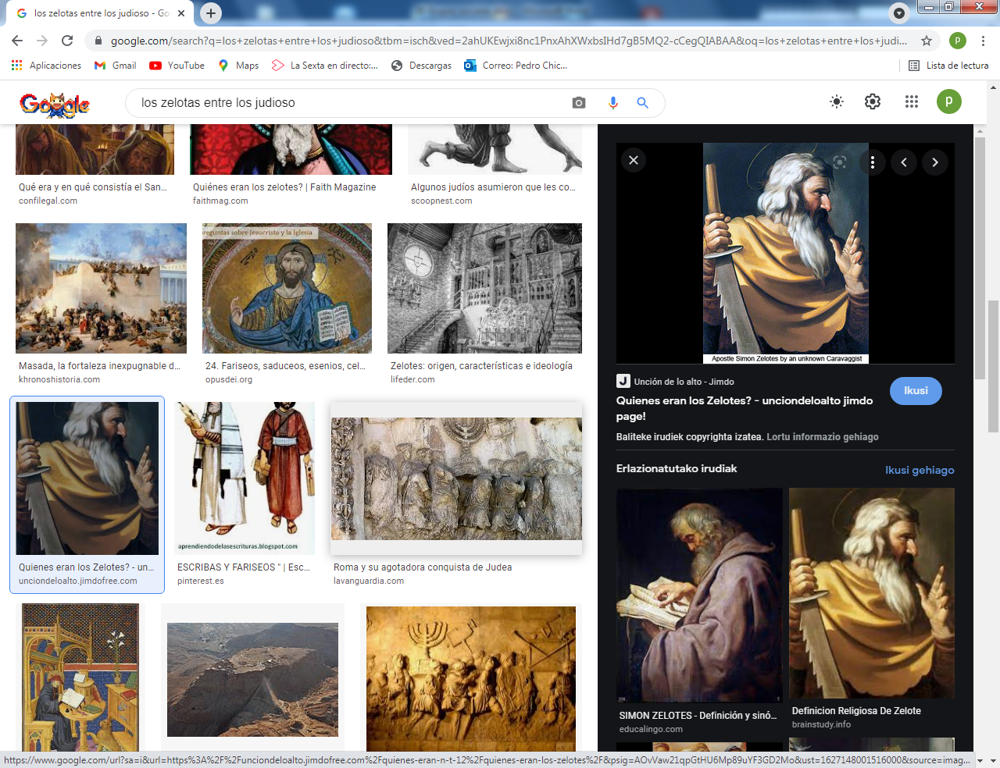 los zelotas entre los judioso - Go
google.com/search?q=los+zelotas+entre+los+judioso&tbm=isch&ved=2ahUKEwjxi8nc1PnxAhXWxbsIHd7gB5MQ2-cCegQIABAA&oq=los+zelotas+entre+los+judi...
p
Aplicaciones
Gmail
YouTube
Maps
La Sexta en directo:...
Descargas
Correo: Pedro Chic...
Lista de lectura
Google
los zelotas entre los judioso
p
Qué era y en qué consistía el San...
confilegal.com
Quiénes eran los zelotes? | Faith Magazine
faithmag.com
Algunos judíos asumieron que les co...
scoopnest.com
preguntas sobre Jesucristo y la Iglesia
Masada, la fortaleza inexpugnable d...
khronoshistoria.com
24. Fariseos, saduceos, esenios, cel...
opusdei.org
Zelotes: origen, características e ideología
lifeder.com
aprendiendodelasescrituras.blogspot.com
Quienes eran los Zelotes? - un...
unciondeloalto.jimdofree.com
ESCRIBAS Y FARISEOS " | Esc...
pinterest.es
Roma y su agotadora conquista de Judea
lavanguardia.com
Apostle Simon Zelotes by an unknown Caravaggist
J
Unción de lo alto - Jimdo
Quienes eran los Zelotes? - unciondeloalto jimdo
page!
Ikusi
Baliteke irudiek copyrighta izatea. Lortu informazio gehiago
Erlazionatutako irudiak
Ikusi gehiago
SIMON ZELOTES - Definición y sinó...
educalingo.com
Definicion Religiosa De Zelote
brainstudy.info
https://www.google.com/url?sa=i&url=https%3A%2F%2Funciondeloalto.jimdofree.com%2Fquienes-eran-n-t-12%2Fquienes-eran-los-zelotes%2F&psig=AOvVaw21qpGtHU6Mp89uYF3GD2Mo&ust=1627148001516000&source=imag...